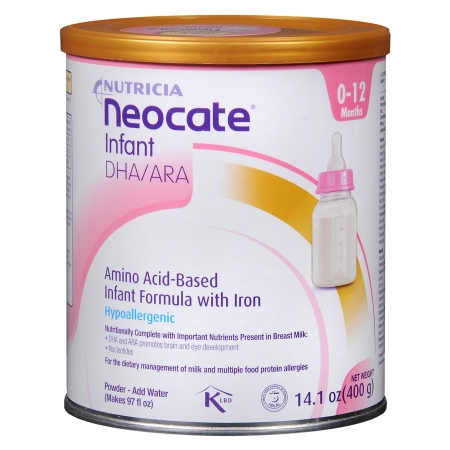 NUTRICIA
Neocate®
Infant
DHA/ARA
0-12
Months
Amino Acid-Based
Infant Formula with Iron
Hypoallergenic
Nutritionally Complete with Important Nutrients Present in Breast Milk:
• DHA and ARA promotes brain and eye development
• Nucleotides
For the dietary management of milk and multiple food protein allergies
Powder - Add Water
(Makes 97 fl oz)
K LBD
NET WEIGHT
14.1 oz (400 g)